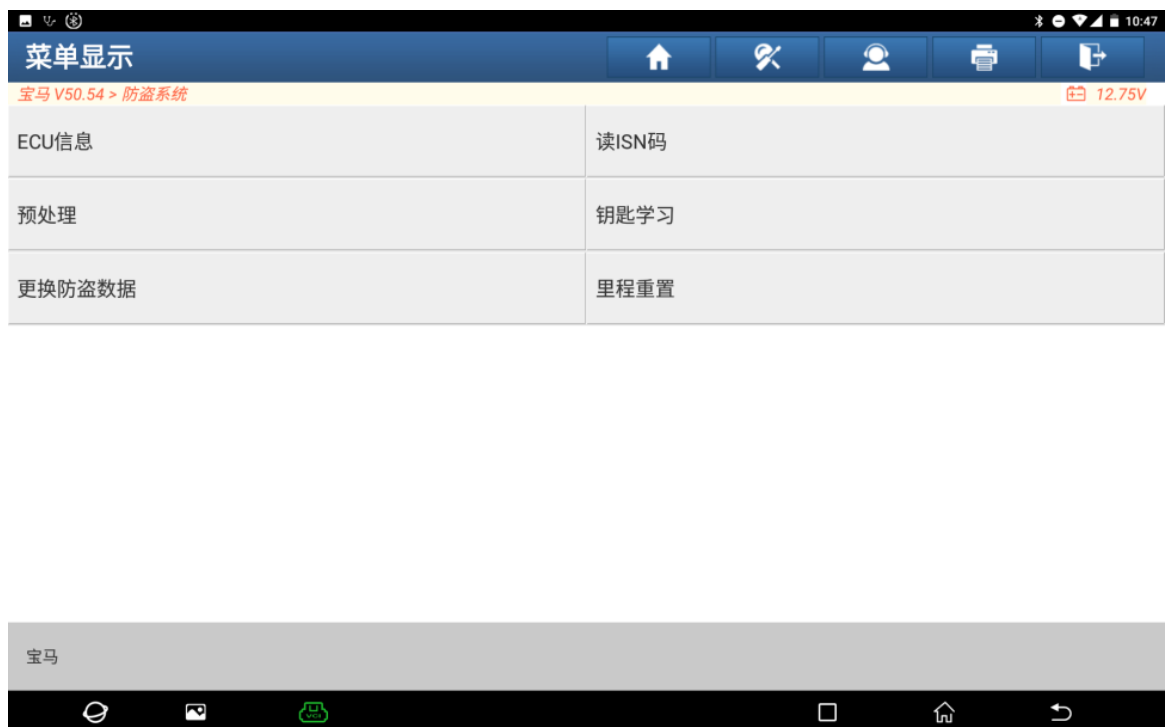 10:47
菜单显示
宝马 V50.54 > 防盗系统
12.75V
ECU信息
读ISN码
预处理
钥匙学习
更换防盗数据
里程重置
宝马
VCI